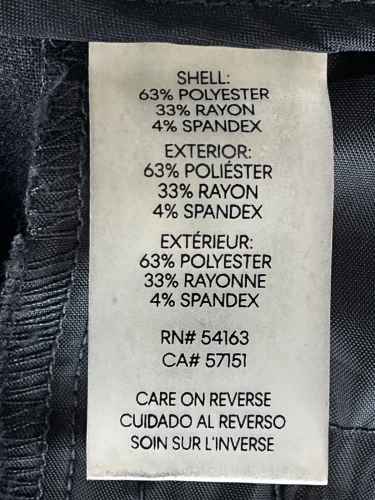 SHELL:
63% POLYESTER
33% RAYON
4% SPANDEX
EXTERIOR:
63% POLIÉSTER
33% RAYON
4% SPANDEX
EXTÉRIEUR:
63% POLYESTER
33% RAYONNE
4% SPANDEX
RN# 54163
CA# 57151
CARE ON REVERSE
CUIDADO AL REVERSO
SOIN SUR L'INVERSE